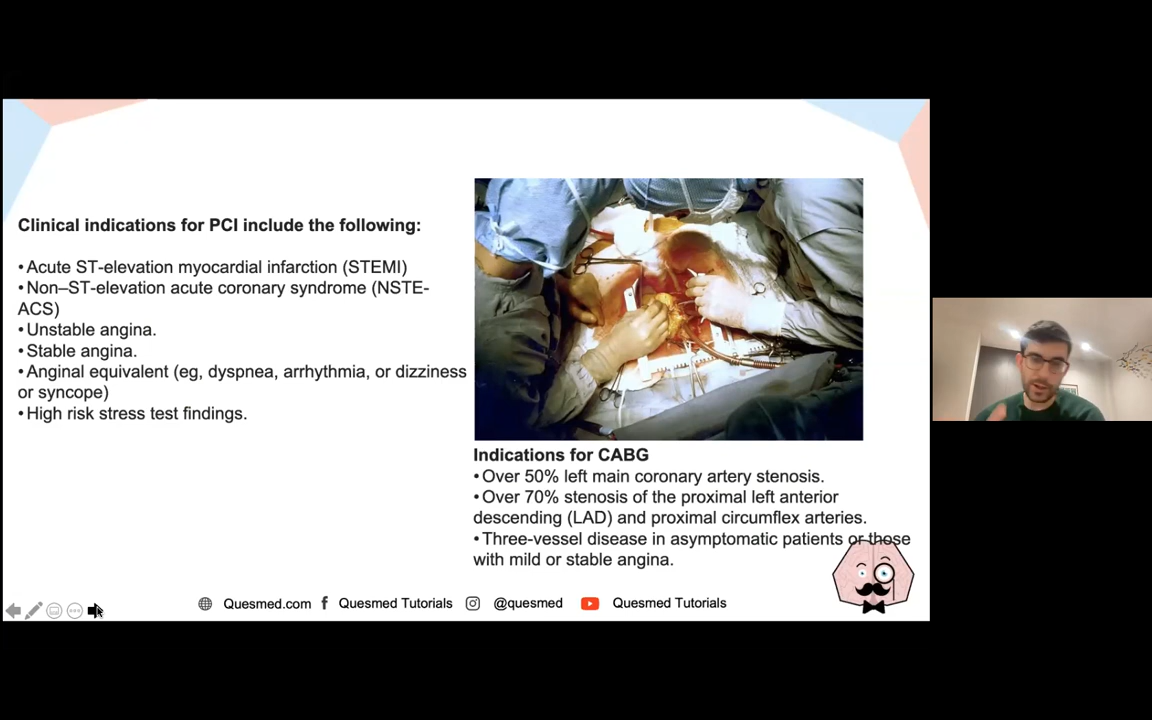 Clinical indications for PCI include the following:
•Acute ST-elevation myocardial infarction (STEMI)
•Non–ST-elevation acute coronary syndrome (NSTE-
ACS)
•Unstable angina.
•Stable angina.
•Anginal equivalent (eg, dyspnea, arrhythmia, or dizziness
or syncope)
•High risk stress test findings.
Indications for CABG
•Over 50% left main coronary artery stenosis.
•Over 70% stenosis of the proximal left anterior
descending (LAD) and proximal circumflex arteries.
•Three-vessel disease in asymptomatic patients or those
with mild or stable angina.
Quesmed.com Quesmed Tutorials @quesmed Quesmed Tutorials